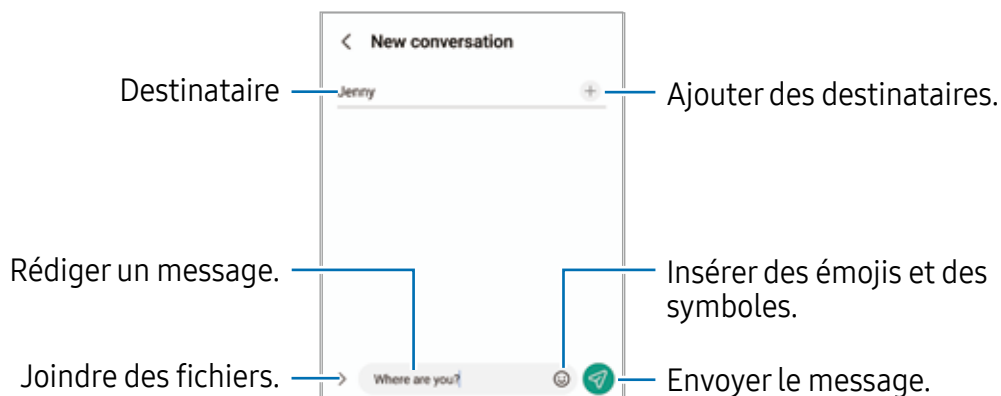 New conversation
Destinataire
Jenny
Ajouter des destinataires.
Rédiger un message.
Insérer des émojis et des
symboles.
Joindre des fichiers.
Where are you?
Envoyer le message.